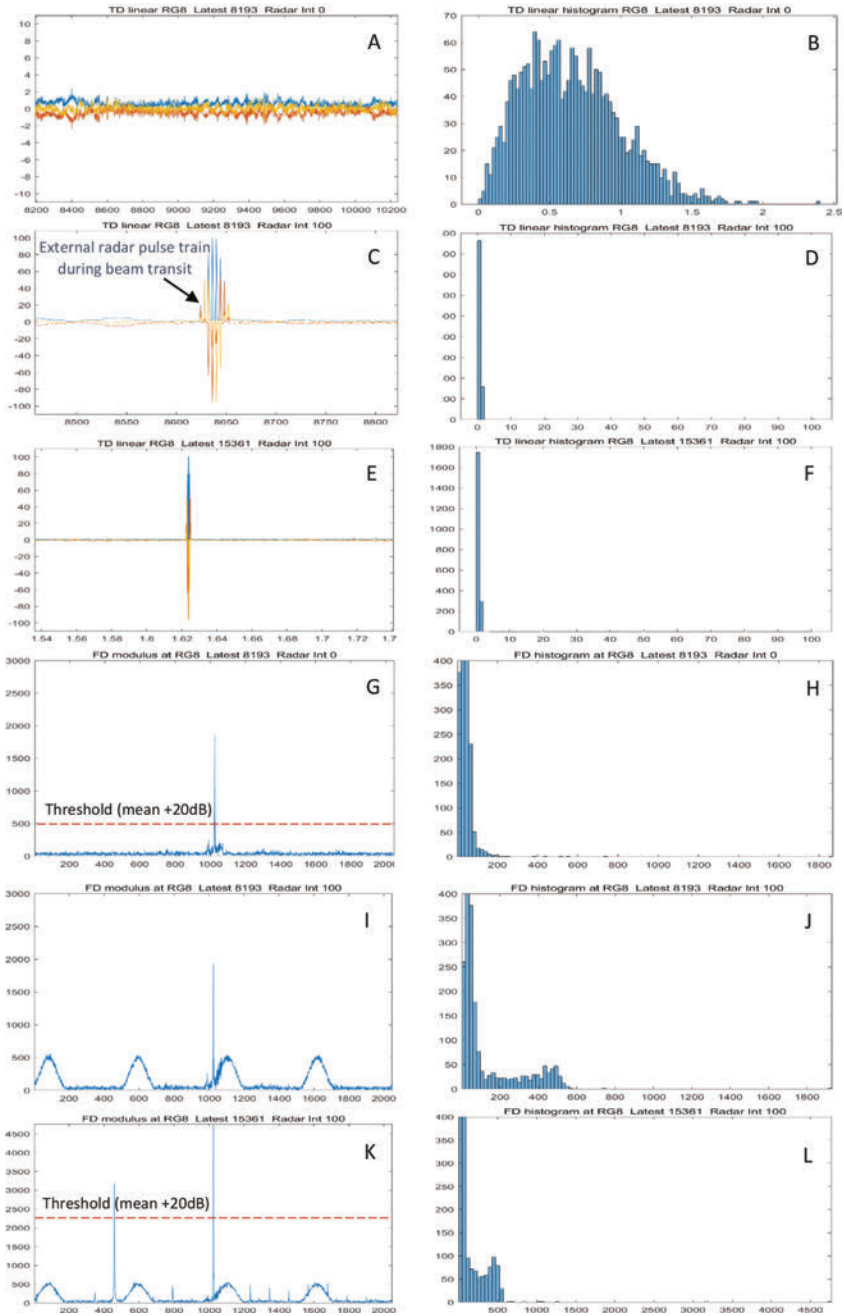 TD linear RG8 Latest 8193 Radar Int 0
A
10
8
6
4
2
0
-2
-4
-6
-8
-10
8200 8400 8600 8800 9000 9200 9400 9600 9800 10000 10200
TD linear histogram RG8 Latest 8193 Radar Int 0
B
70
60
50
40
30
20
10
0
0 0.5 1 1.5 2 2.5
TD linear RG8 Latest 8193 Radar Int 100
External radar pulse train
during beam transit
C
100
80
60
40
20
0
-20
-40
-60
-80
-100
8500 8550 8600 8650 8700 8750 8800
TD linear histogram RG8 Latest 8193 Radar Int 100
D
00
00
00
00
00
00
00
00
00
0
0 10 20 30 40 50 60 70 80 90 100
TD linear RG8 Latest 15361 Radar Int 100
E
100
80
60
40
20
0
-20
-40
-60
-80
-100
1.54 1.56 1.58 1.6 1.62 1.64 1.66 1.68 1.7 1.72 1.7
TD linear histogram RG8 Latest 15361 Radar Int 100
F
1800
1600
1400
1200
1000
800
600
400
200
0
0 10 20 30 40 50 60 70 80 90 100
FD modulus at RG8 Latest 8193 Radar Int 0
G
3000
2500
2000
1500
1000
Threshold (mean +20dB)
500
0
200 400 600 800 1000 1200 1400 1600 1800 2000
FD histogram at RG8 Latest 8193 Radar Int 0
H
400
350
300
250
200
150
100
50
0
200 400 600 800 1000 1200 1400 1600 1800
FD modulus at RG8 Latest 8193 Radar Int 100
I
3000
2500
2000
1500
1000
500
0
200 400 600 800 1000 1200 1400 1600 1800 2000
FD histogram at RG8 Latest 8193 Radar Int 100
J
400
350
300
250
200
150
100
50
0
200 400 600 800 1000 1200 1400 1600 1800
FD modulus at RG8 Latest 15361 Radar Int 100
K
4500
4000
3500
3000
Threshold (mean +20dB)
2500
2000
1500
1000
500
0
200 400 600 800 1000 1200 1400 1600 1800 2000
FD histogram at RG8 Latest 15361 Radar Int 100
L
400
350
300
250
200
150
100
50
0
500 1000 1500 2000 2500 3000 3500 4000 4500